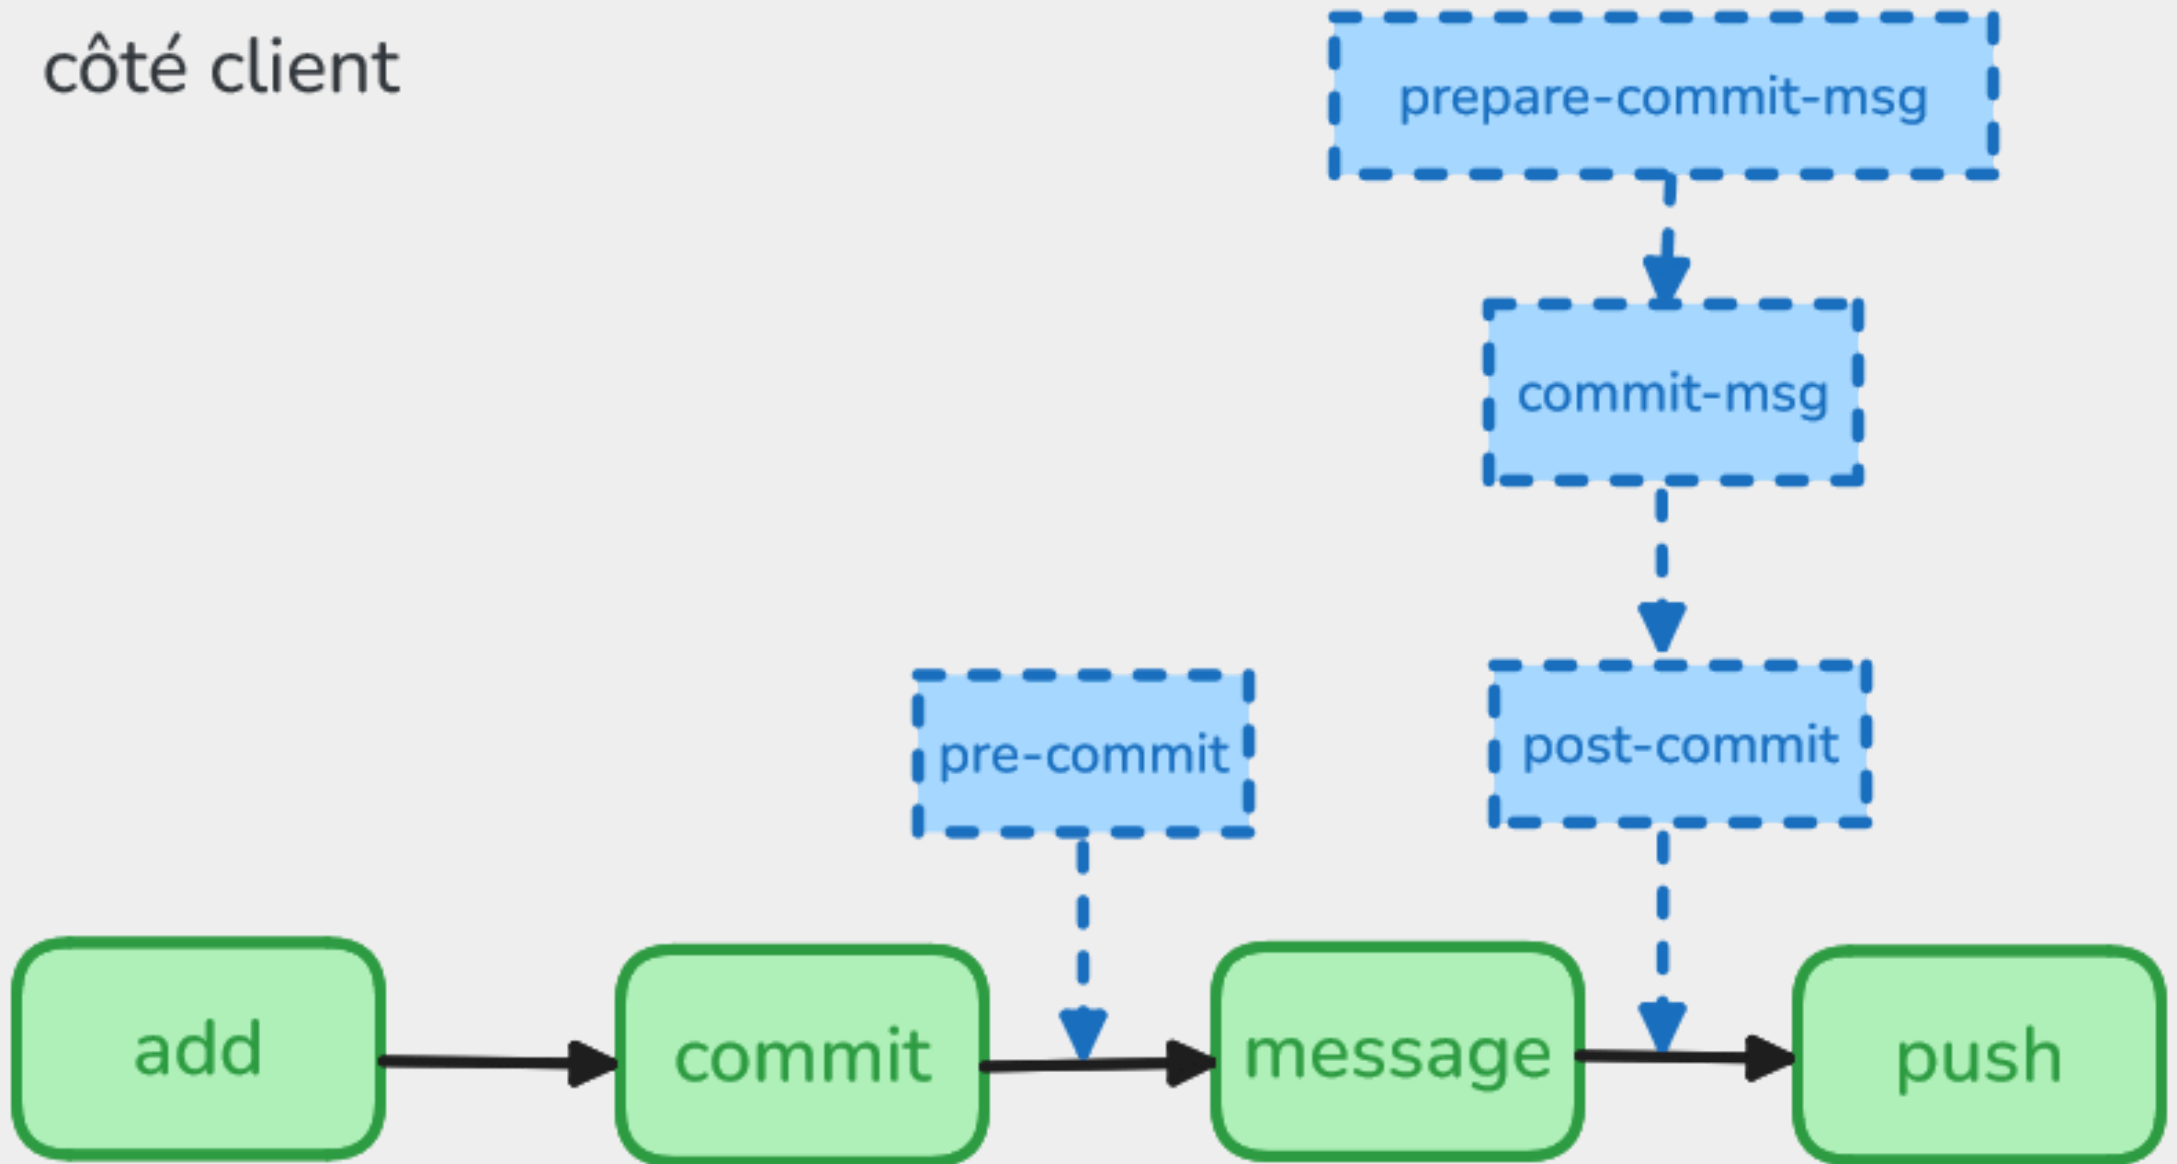 côté client
prepare-commit-msg
commit-msg
pre-commit
post-commit
add
commit
message
push